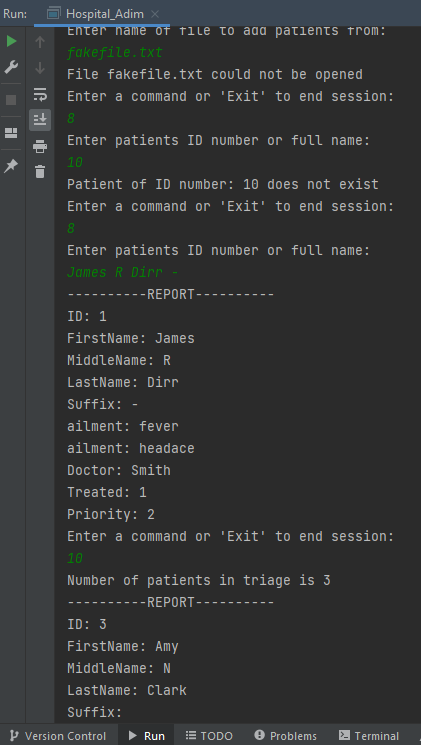 Run: Hospital_Adim ×
Enter name of file to add patients from:
fakefile.txt
File fakefile.txt could not be opened
Enter a command or 'Exit' to end session:
8
Enter patients ID number or full name:
10
Patient of ID number: 10 does not exist
Enter a command or 'Exit' to end session:
8
Enter patients ID number or full name:
James R Dirr -
----------REPORT----------
ID: 1
FirstName: James
MiddleName: R
LastName: Dirr
Suffix: -
ailment: fever
ailment: headace
Doctor: Smith
Treated: 1
Priority: 2
Enter a command or 'Exit' to end session:
10
Number of patients in triage is 3
----------REPORT----------
ID: 3
FirstName: Amy
MiddleName: N
LastName: Clark
Suffix:
Version Control Run TODO Problems Terminal